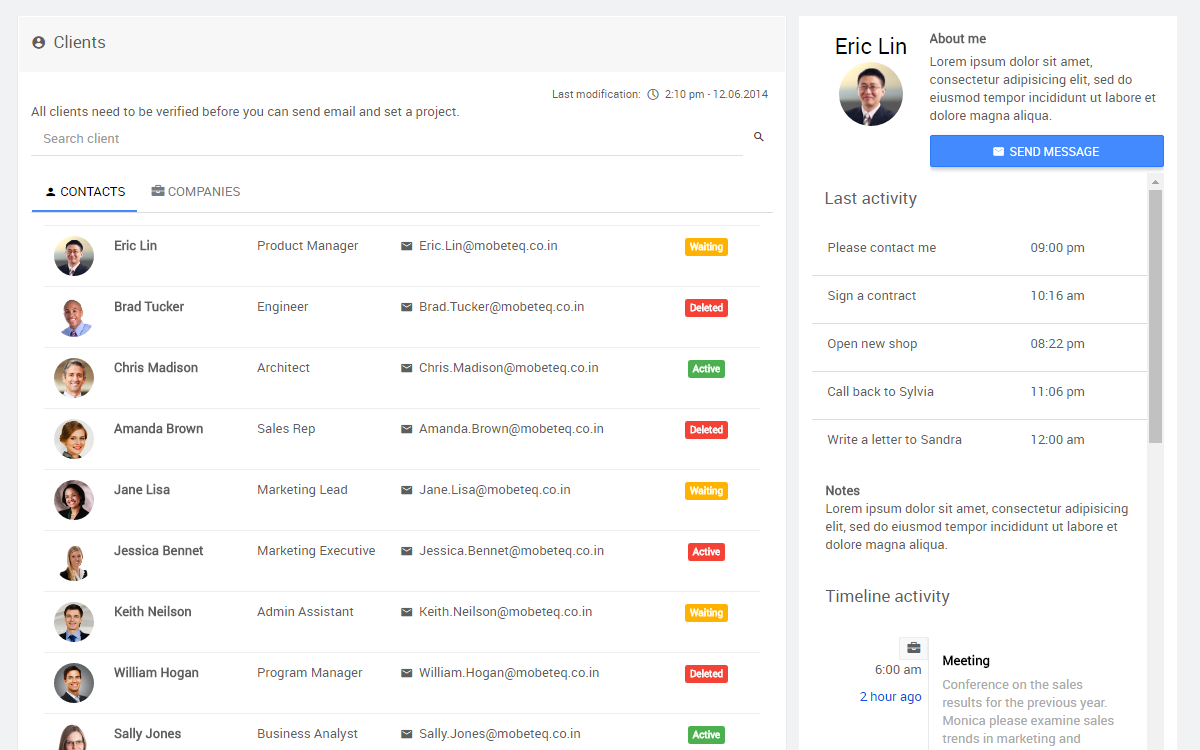 Clients
Last modification: 2:10 pm - 12.06.2014
All clients need to be verified before you can send email and set a project.
Search client
CONTACTS COMPANIES
Eric Lin Product Manager Eric.Lin@mobeteq.co.in Waiting
Brad Tucker Engineer Brad.Tucker@mobeteq.co.in Deleted
Chris Madison Architect Chris.Madison@mobeteq.co.in Active
Amanda Brown Sales Rep Amanda.Brown@mobeteq.co.in Deleted
Jane Lisa Marketing Lead Jane.Lisa@mobeteq.co.in Waiting
Jessica Bennet Marketing Executive Jessica.Bennet@mobeteq.co.in Active
Keith Neilson Admin Assistant Keith.Neilson@mobeteq.co.in Waiting
William Hogan Program Manager William.Hogan@mobeteq.co.in Deleted
Sally Jones Business Analyst Sally.Jones@mobeteq.co.in Active
Eric Lin
About me
Lorem ipsum dolor sit amet,
consectetur adipisicing elit, sed do
eiusmod tempor incididunt ut labore et
dolore magna aliqua.
SEND MESSAGE
Last activity
Please contact me 09:00 pm
Sign a contract 10:16 am
Open new shop 08:22 pm
Call back to Sylvia 11:06 pm
Write a letter to Sandra 12:00 am
Notes
Lorem ipsum dolor sit amet, consectetur adipisicing
elit, sed do eiusmod tempor incididunt ut labore et
dolore magna aliqua.
Timeline activity
6:00 am
2 hour ago
Meeting
Conference on the sales
results for the previous year.
Monica please examine sales
trends in marketing and